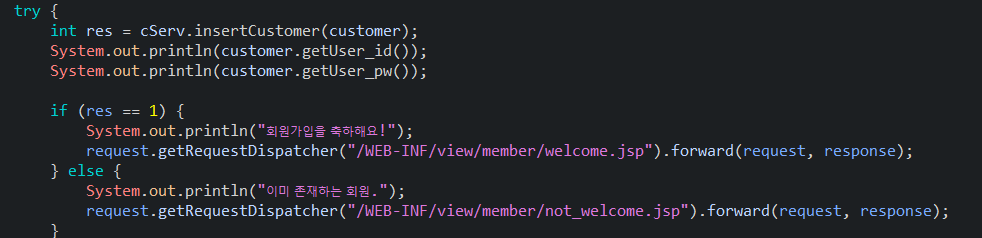 try {
int res = cServ.insertCustomer(customer);
System.out.println(customer.getUser_id());
System.out.println(customer.getUser_pw());
if (res == 1) {
System.out.println("회원가입을 축하해요!");
request.getRequestDispatcher("/WEB-INF/view/member/welcome.jsp").forward(request, response);
} else {
System.out.println("이미 존재하는 회원.");
request.getRequestDispatcher("/WEB-INF/view/member/not_welcome.jsp").forward(request, response);
}